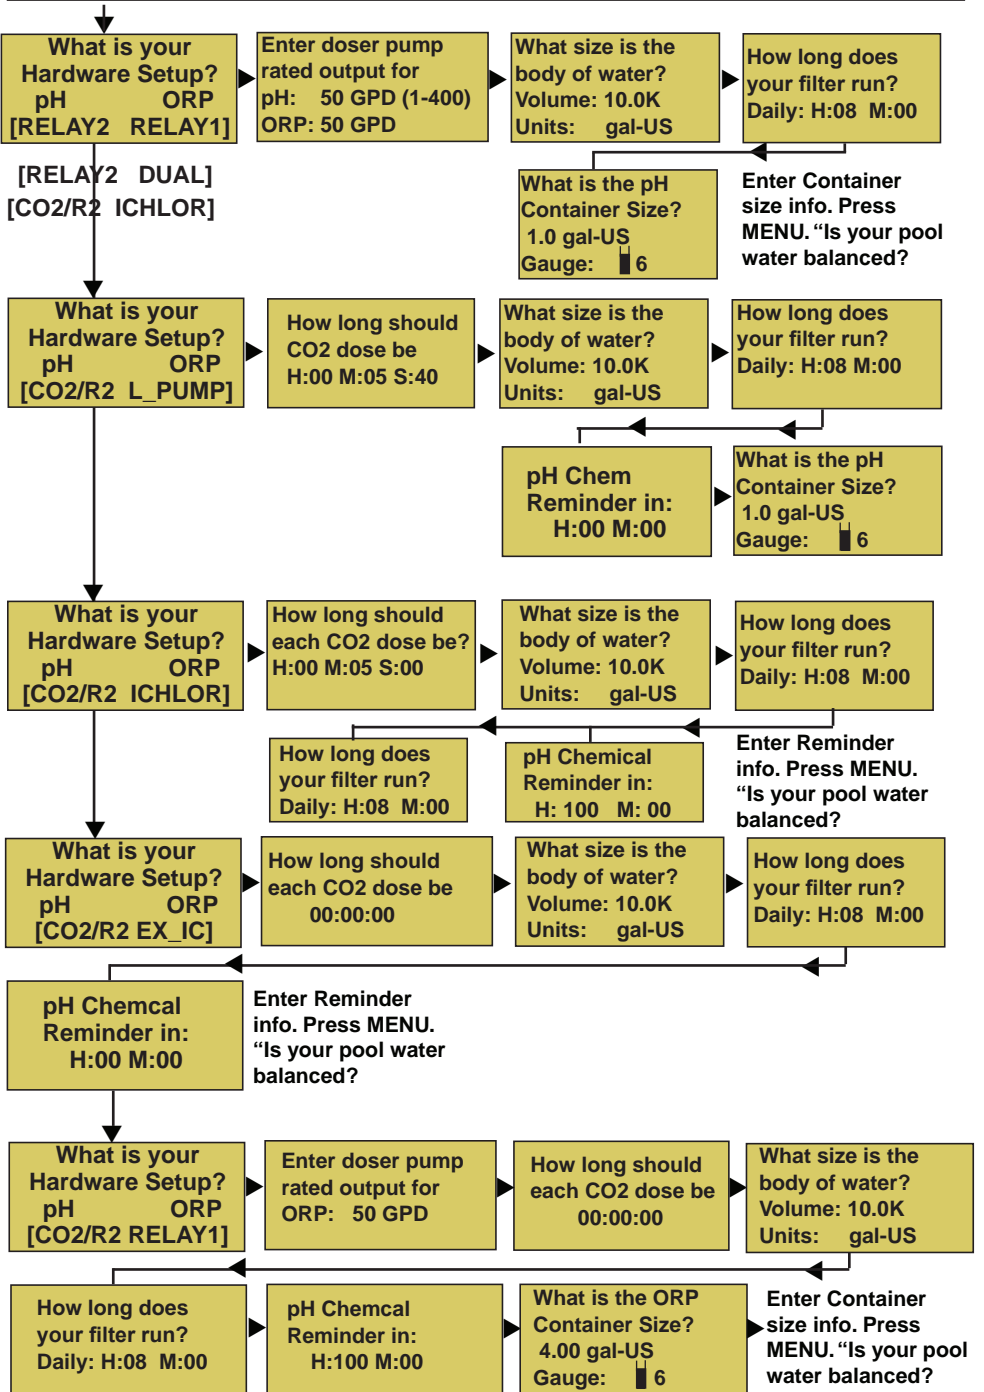 What is your
Hardware Setup?
pH ORP
[RELAY2 RELAY1]
Enter doser pump
rated output for
pH: 50 GPD (1-400)
ORP: 50 GPD
What size is the
body of water?
Volume: 10.0K
Units: gal-US
How long does
your filter run?
Daily: H:08 M:00
[RELAY2 DUAL]
[CO2/R2 ICHLOR]
What is the pH
Container Size?
1.0 gal-US
Gauge: 6
Enter Container
size info. Press
MENU. “Is your pool
water balanced?
What is your
Hardware Setup?
pH ORP
[CO2/R2 L_PUMP]
How long should
CO2 dose be
H:00 M:05 S:40
What size is the
body of water?
Volume: 10.0K
Units: gal-US
How long does
your filter run?
Daily: H:08 M:00
pH Chem
Reminder in:
H:00 M:00
What is the pH
Container Size?
1.0 gal-US
Gauge: 6
What is your
Hardware Setup?
pH ORP
[CO2/R2 ICHLOR]
How long should
each CO2 dose be?
H:00 M:05 S:00
What size is the
body of water?
Volume: 10.0K
Units: gal-US
How long does
your filter run?
Daily: H:08 M:00
How long does
your filter run?
Daily: H:08 M:00
pH Chemical
Reminder in:
H: 100 M: 00
Enter Reminder
info. Press MENU.
“Is your pool water
balanced?
What is your
Hardware Setup?
pH ORP
[CO2/R2 EX_IC]
How long should
each CO2 dose be
00:00:00
What size is the
body of water?
Volume: 10.0K
Units: gal-US
How long does
your filter run?
Daily: H:08 M:00
pH Chemcal
Reminder in:
H:00 M:00
Enter Reminder
info. Press MENU.
“Is your pool water
balanced?
What is your
Hardware Setup?
pH ORP
[CO2/R2 RELAY1]
Enter doser pump
rated output for
ORP: 50 GPD
How long should
each CO2 dose be
00:00:00
What size is the
body of water?
Volume: 10.0K
Units: gal-US
How long does
your filter run?
Daily: H:08 M:00
pH Chemcal
Reminder in:
H:100 M:00
What is the ORP
Container Size?
4.00 gal-US
Gauge: 6
Enter Container
size info. Press
MENU. “Is your pool
water balanced?